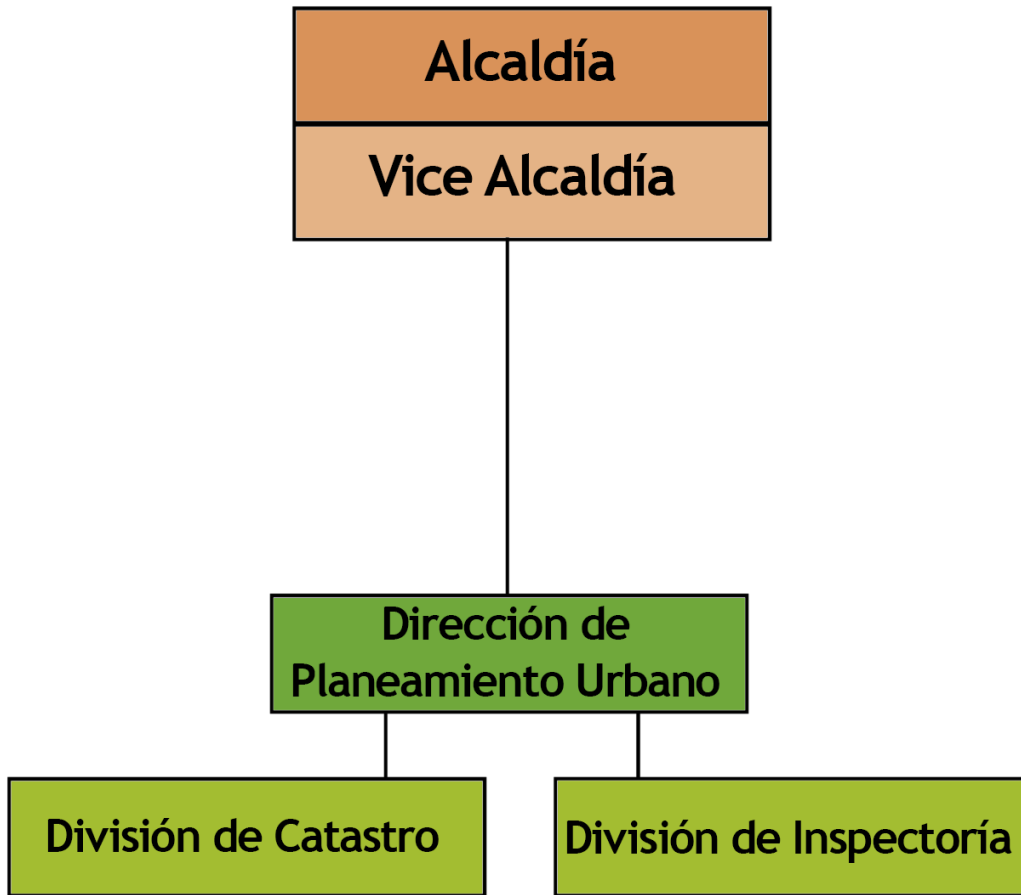 Alcaldía
Vice Alcaldía
Dirección de
Planeamiento Urbano
División de Catastro
División de Inspectoría